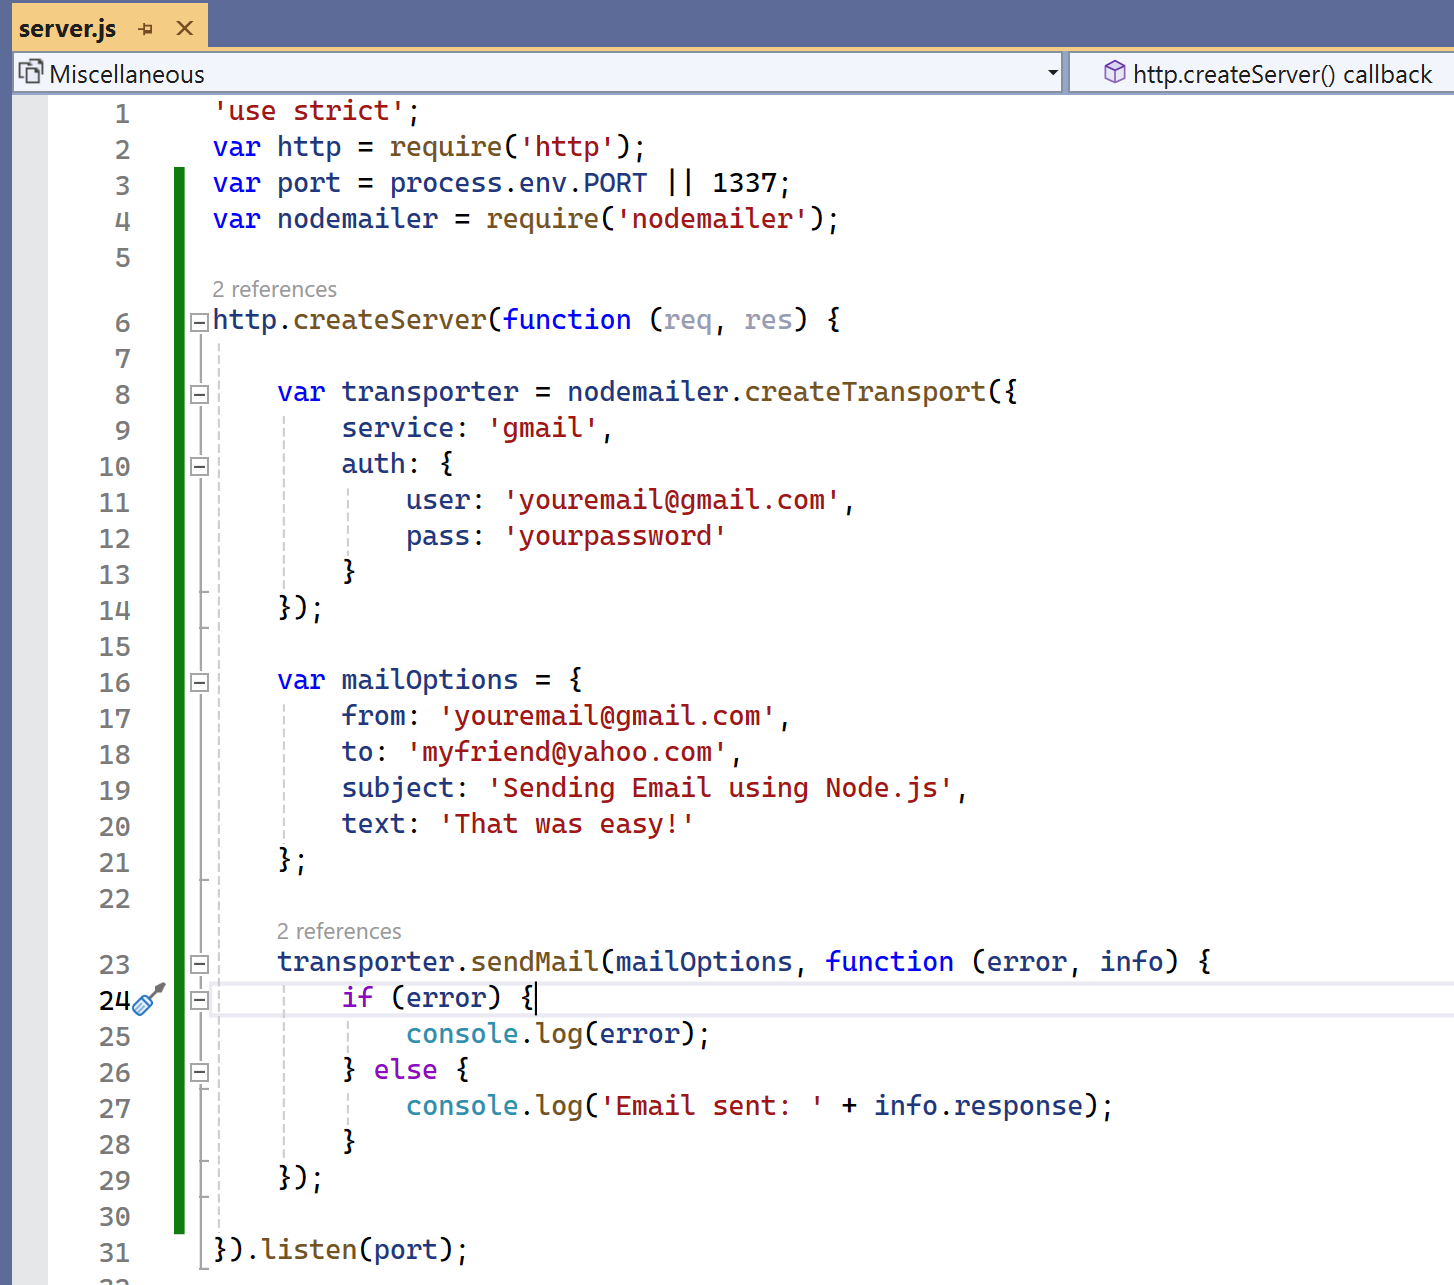 server.js
Miscellaneous
http.createServer() callback
1 'use strict';
2 var http = require('http');
3 var port = process.env.PORT || 1337;
4 var nodemailer = require('nodemailer');
5
2 references
6 http.createServer(function (req, res) {
7
8     var transporter = nodemailer.createTransport({
9         service: 'gmail',
10         auth: {
11             user: 'youremail@gmail.com',
12             pass: 'yourpassword'
13         }
14     });
15
16     var mailOptions = {
17         from: 'youremail@gmail.com',
18         to: 'myfriend@yahoo.com',
19         subject: 'Sending Email using Node.js',
20         text: 'That was easy!'
21     };
22
2 references
23     transporter.sendMail(mailOptions, function (error, info) {
24         if (error) {
25             console.log(error);
26         } else {
27             console.log('Email sent: ' + info.response);
28         }
29     });
30
31 }).listen(port);